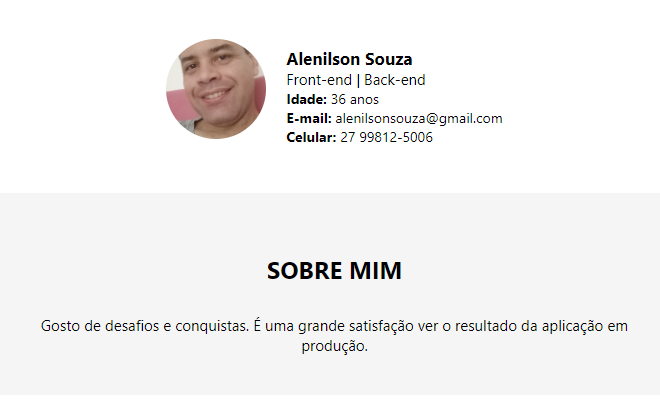 Alenilson Souza
Front-end | Back-end
Idade: 36 anos
E-mail: alenilsonsouza@gmail.com
Celular: 27 99812-5006
SOBRE MIM
Gosto de desafios e conquistas. É uma grande satisfação ver o resultado da aplicação em
produção.